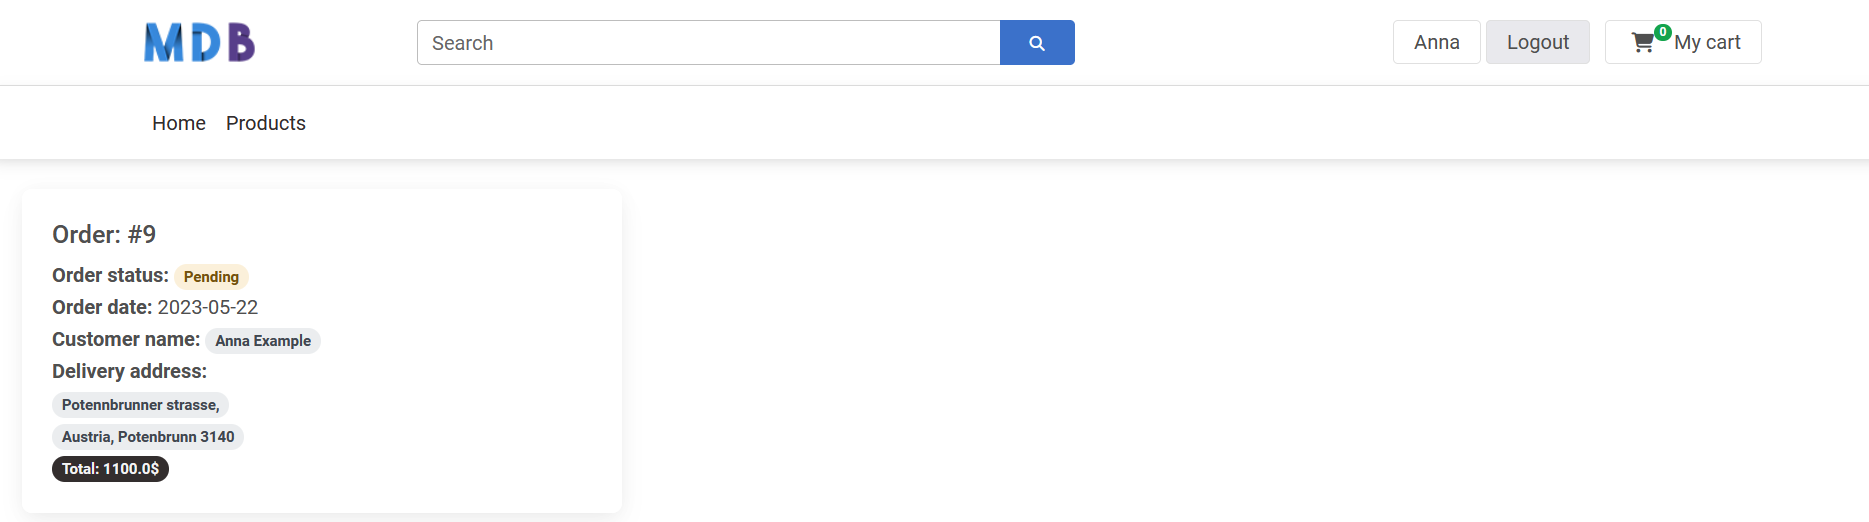 MDB
Search
Anna
Logout
0
My cart
Home
Products
Order: #9
Order status: Pending
Order date: 2023-05-22
Customer name: Anna Example
Delivery address:
Potennbrunner strasse,
Austria, Potenbrunn 3140
Total: 1100.0$